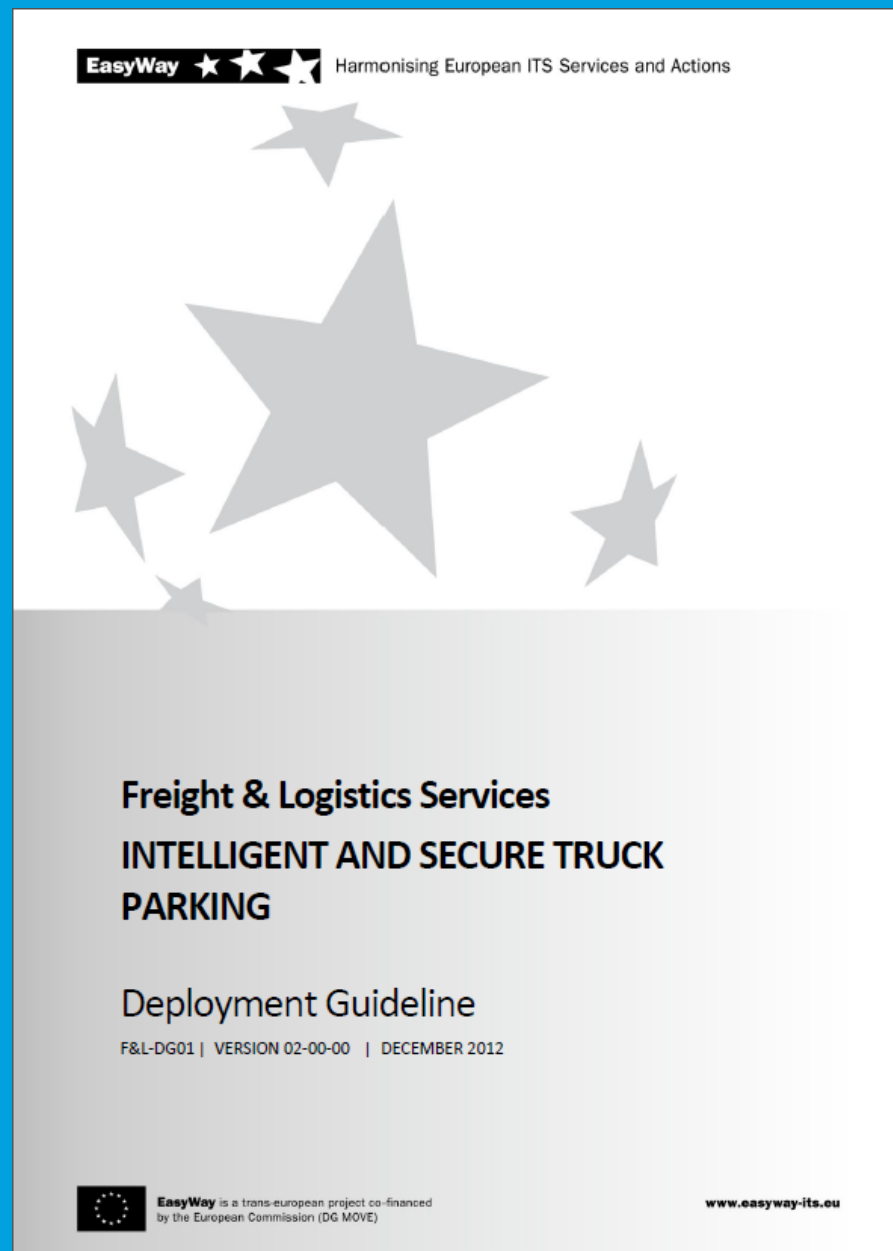 EasyWay Harmonising European ITS Services and Actions
Freight & Logistics Services
INTELLIGENT AND SECURE TRUCK
PARKING
Deployment Guideline
F&L-DG01 | VERSION 02-00-00 | DECEMBER 2012
EasyWay is a trans-european project co-financed
by the European Commission (DG MOVE)
www.easyway-its.eu